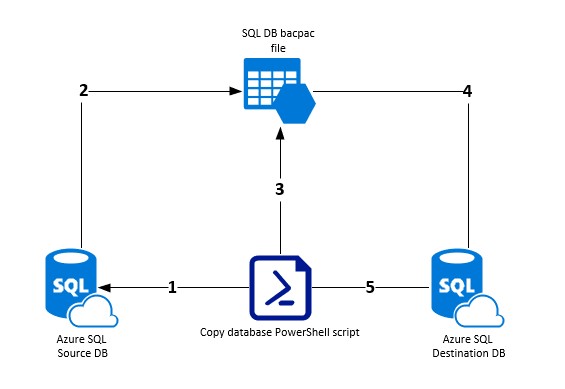 SQL DB bacpac
file
2
4
3
SQL
1
5
SQL
Copy database PowerShell script
Azure SQL
Source DB
Azure SQL
Destination DB